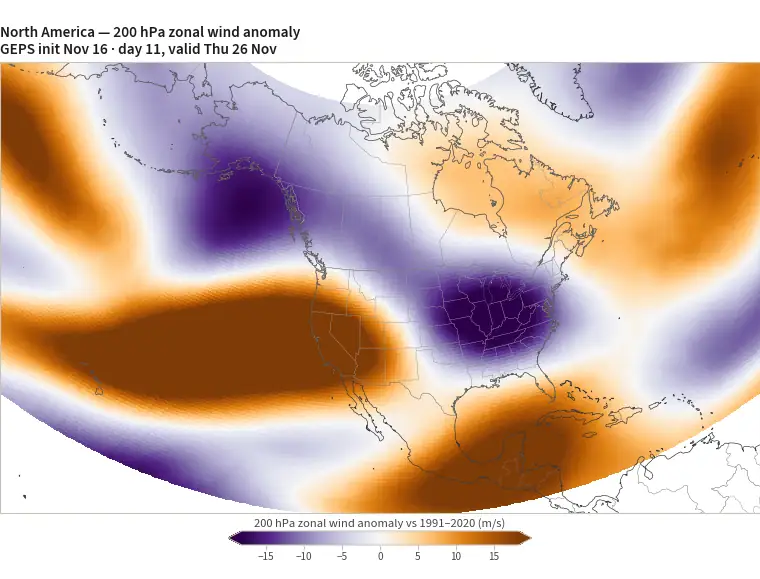 North America — 200 hPa zonal wind anomaly
GEPS init Nov 16 · day 11, valid Thu 26 Nov
200 hPa zonal wind anomaly vs 1991–2020 (m/s)
−15 −10 −5 0 5 10 15